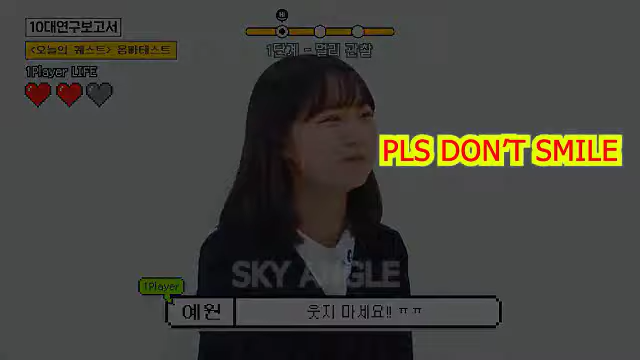 10대연구보고서
<오늘의 퀘스트> 몸빠테스트
1Player LIFE
1단계 - 멀리 관찰
PLS DON'T SMILE
SKY ANGLE
1Player
예원
웃지 마세요!! ㅠㅠ